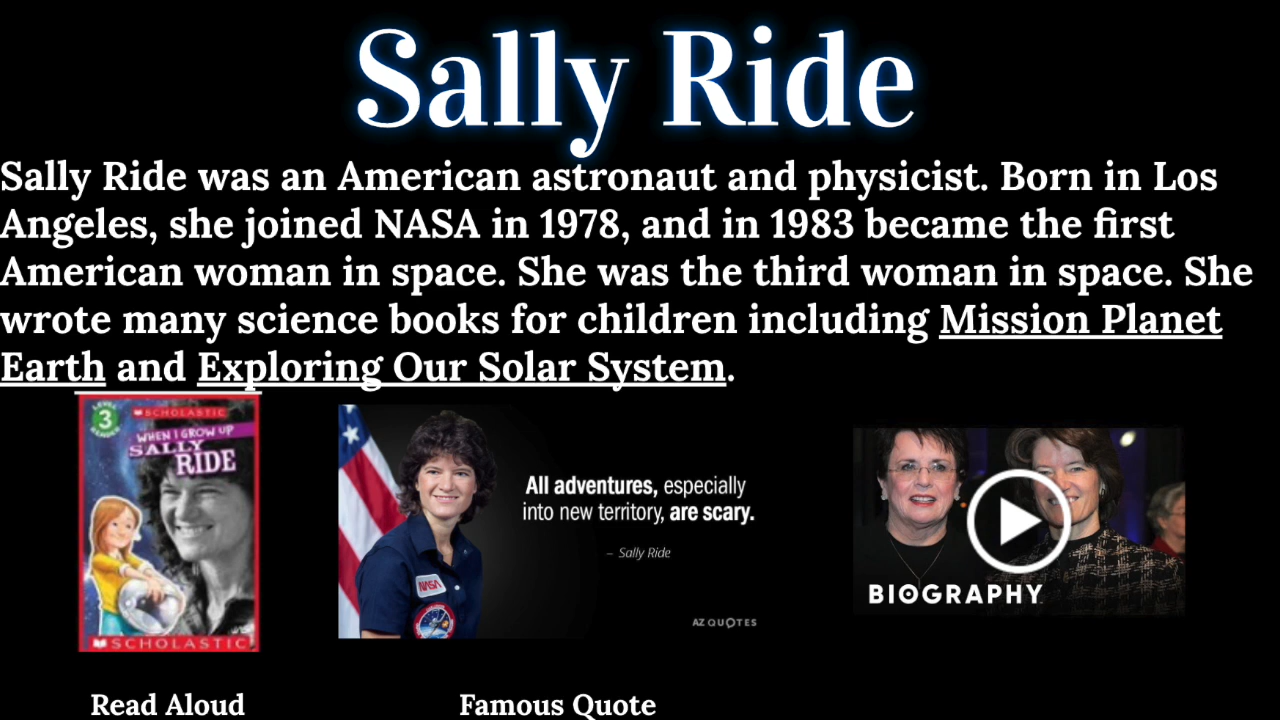 Sally Ride
Sally Ride was an American astronaut and physicist. Born in Los
Angeles, she joined NASA in 1978, and in 1983 became the first
American woman in space. She was the third woman in space. She
wrote many science books for children including Mission Planet
Earth and Exploring Our Solar System.
LEVEL 3 READER
SCHOLASTIC
WHEN I GROW UP
SALLY
RIDE
SCHOLASTIC
All adventures, especially
into new territory, are scary.
– Sally Ride
NASA
AZ QUOTES
BIOGRAPHY
Read Aloud
Famous Quote